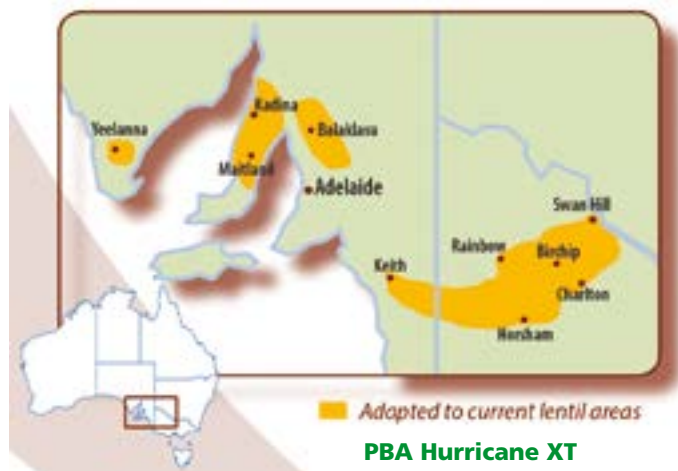 Kadina
Yeelanna
Balaklava
Maitland
Adelaide
Swan Hill
Rainbow
Birchip
Keith
Charlton
Horsham
Adapted to current lentil areas
PBA Hurricane XT